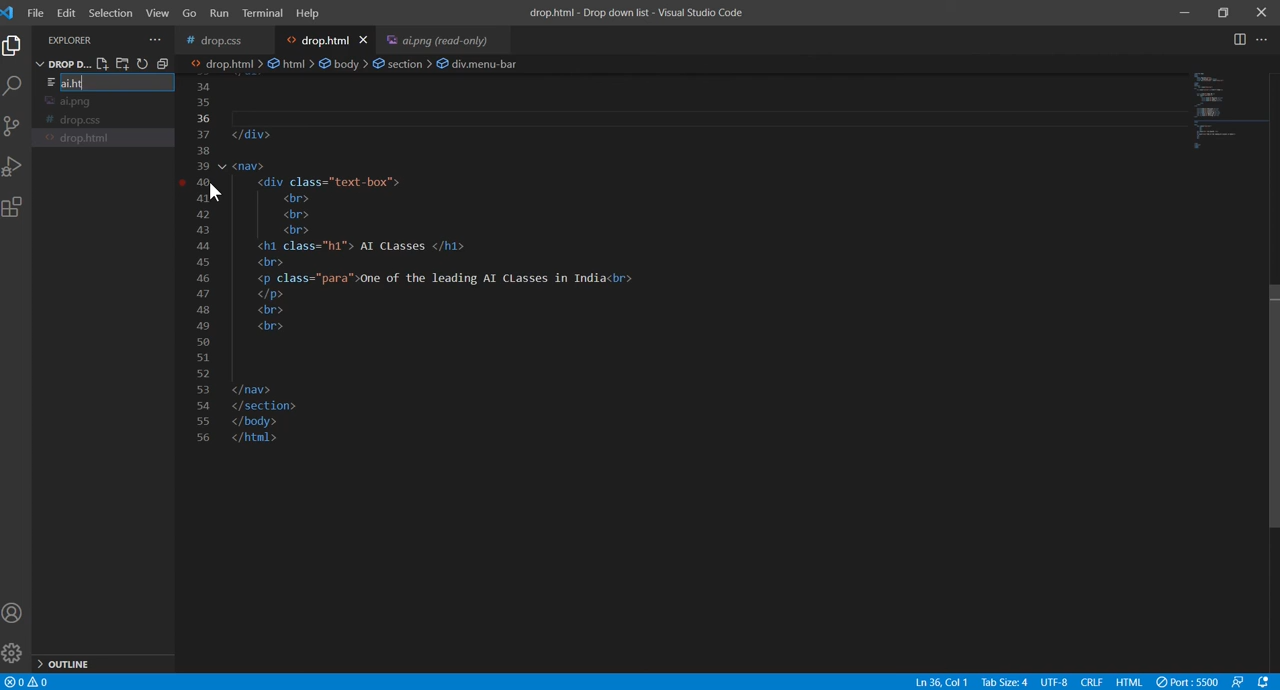 File Edit Selection View Go Run Terminal Help drop.html - Drop down list - Visual Studio Code
EXPLORER ... # drop.css <> drop.html ai.png (read-only) ...
DROP D... <> drop.html > html > body > section > div.menu-bar
ai.ht
ai.png
# drop.css
<> drop.html
34
35
36
37 </div>
38
39 <nav>
40 <div class="text-box">
41 <br>
42 <br>
43 <br>
44 <h1 class="h1"> AI CLasses </h1>
45 <br>
46 <p class="para">One of the leading AI CLasses in India<br>
47 </p>
48 <br>
49 <br>
50
51
52
53 </nav>
54 </section>
55 </body>
56 </html>
OUTLINE
0 0 Ln 36, Col 1 Tab Size: 4 UTF-8 CRLF HTML Port : 5500